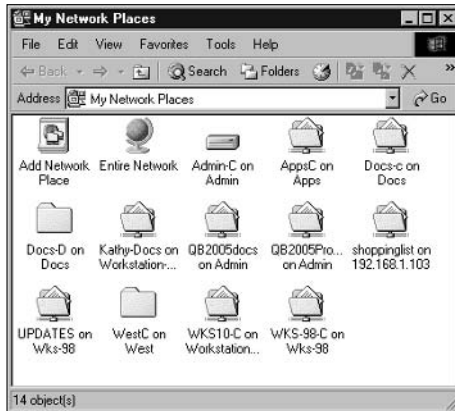 My Network Places
File Edit View Favorites Tools Help
Back Search Folders »
Address My Network Places Go
Add Network Place
Entire Network
Admin-C on Admin
AppsC on Apps
Docs-c on Docs
Docs-D on Docs
Kathy-Docs on Workstation-...
QB2005docs on Admin
QB2005Pro... on Admin
shoppinglist on 192.168.1.103
UPDATES on Wks-98
WestC on West
WKS10-C on Workstation...
WKS-98-C on Wks-98
14 object(s)